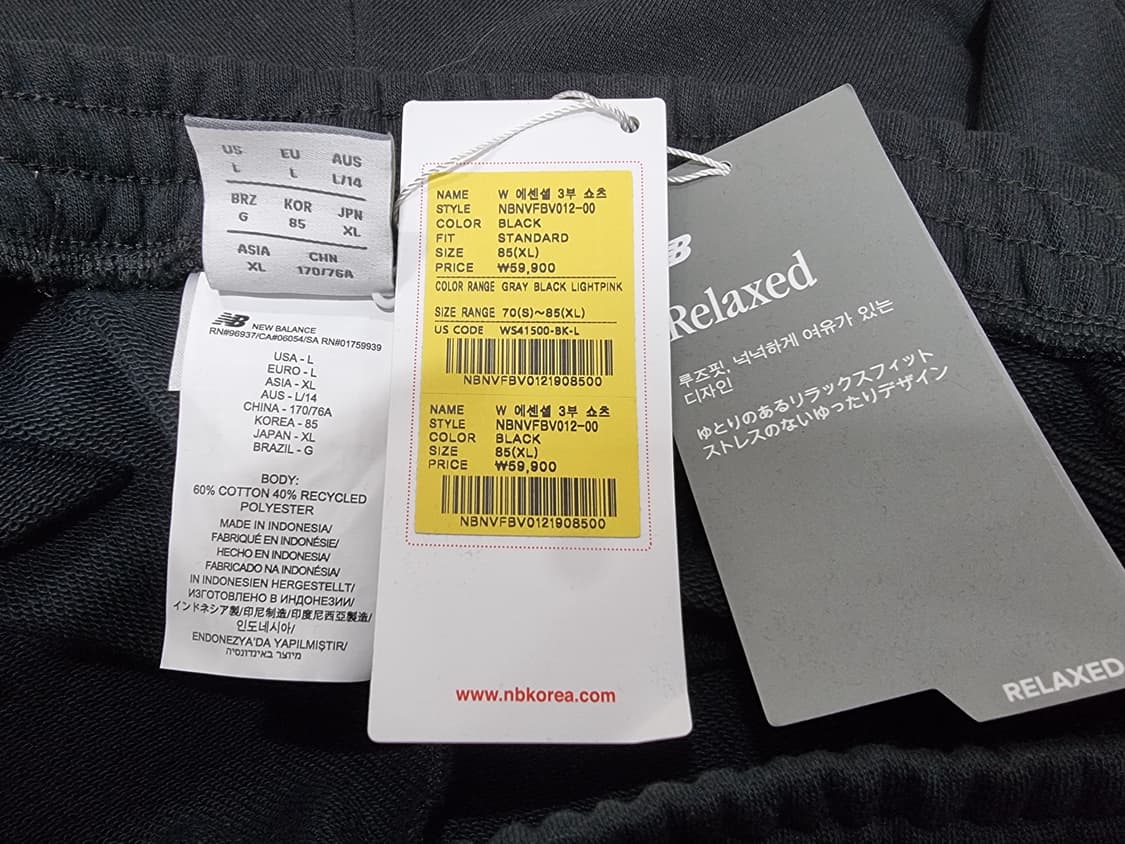 US EU AUS
L L L/14
BRZ KOR JPN
G 85 XL
ASIA CHN
XL 170/76A
NB NEW BALANCE
RN#96937/CA#06054/SA RN#01759939
USA - L
EURO - L
ASIA - XL
AUS - L/14
CHINA - 170/76A
KOREA - 85
JAPAN - XL
BRAZIL - G
BODY:
60% COTTON 40% RECYCLED
POLYESTER
MADE IN INDONESIA/
FABRIQUÉ EN INDONÉSIE/
HECHO EN INDONESIA/
FABRICADO NA INDONÉSIA/
IN INDONESIEN HERGESTELLT/
ИЗГОТОВЛЕНО В ИНДОНЕЗИИ/
インドネシア製/印尼制造/印度尼西亞製造/
인도네시아/
ENDONEZYA'DA YAPILMIŞTIR/
מיוצר באינדונסיה
NAME W 에센셜 3부 쇼츠
STYLE NBNVFBV012-00
COLOR BLACK
FIT STANDARD
SIZE 85(XL)
PRICE ₩59,900
COLOR RANGE GRAY BLACK LIGHTPINK
SIZE RANGE 70(S)~85(XL)
US CODE WS41500-BK-L
NBNVFBV0121908500
NAME W 에센셜 3부 쇼츠
STYLE NBNVFBV012-00
COLOR BLACK
SIZE 85(XL)
PRICE ₩59,900
NBNVFBV0121908500
www.nbkorea.com
Relaxed
루즈핏, 넉넉하게 여유가 있는
디자인
ゆとりのあるリラックスフィット
ストレスのないゆったりデザイン
RELAXED